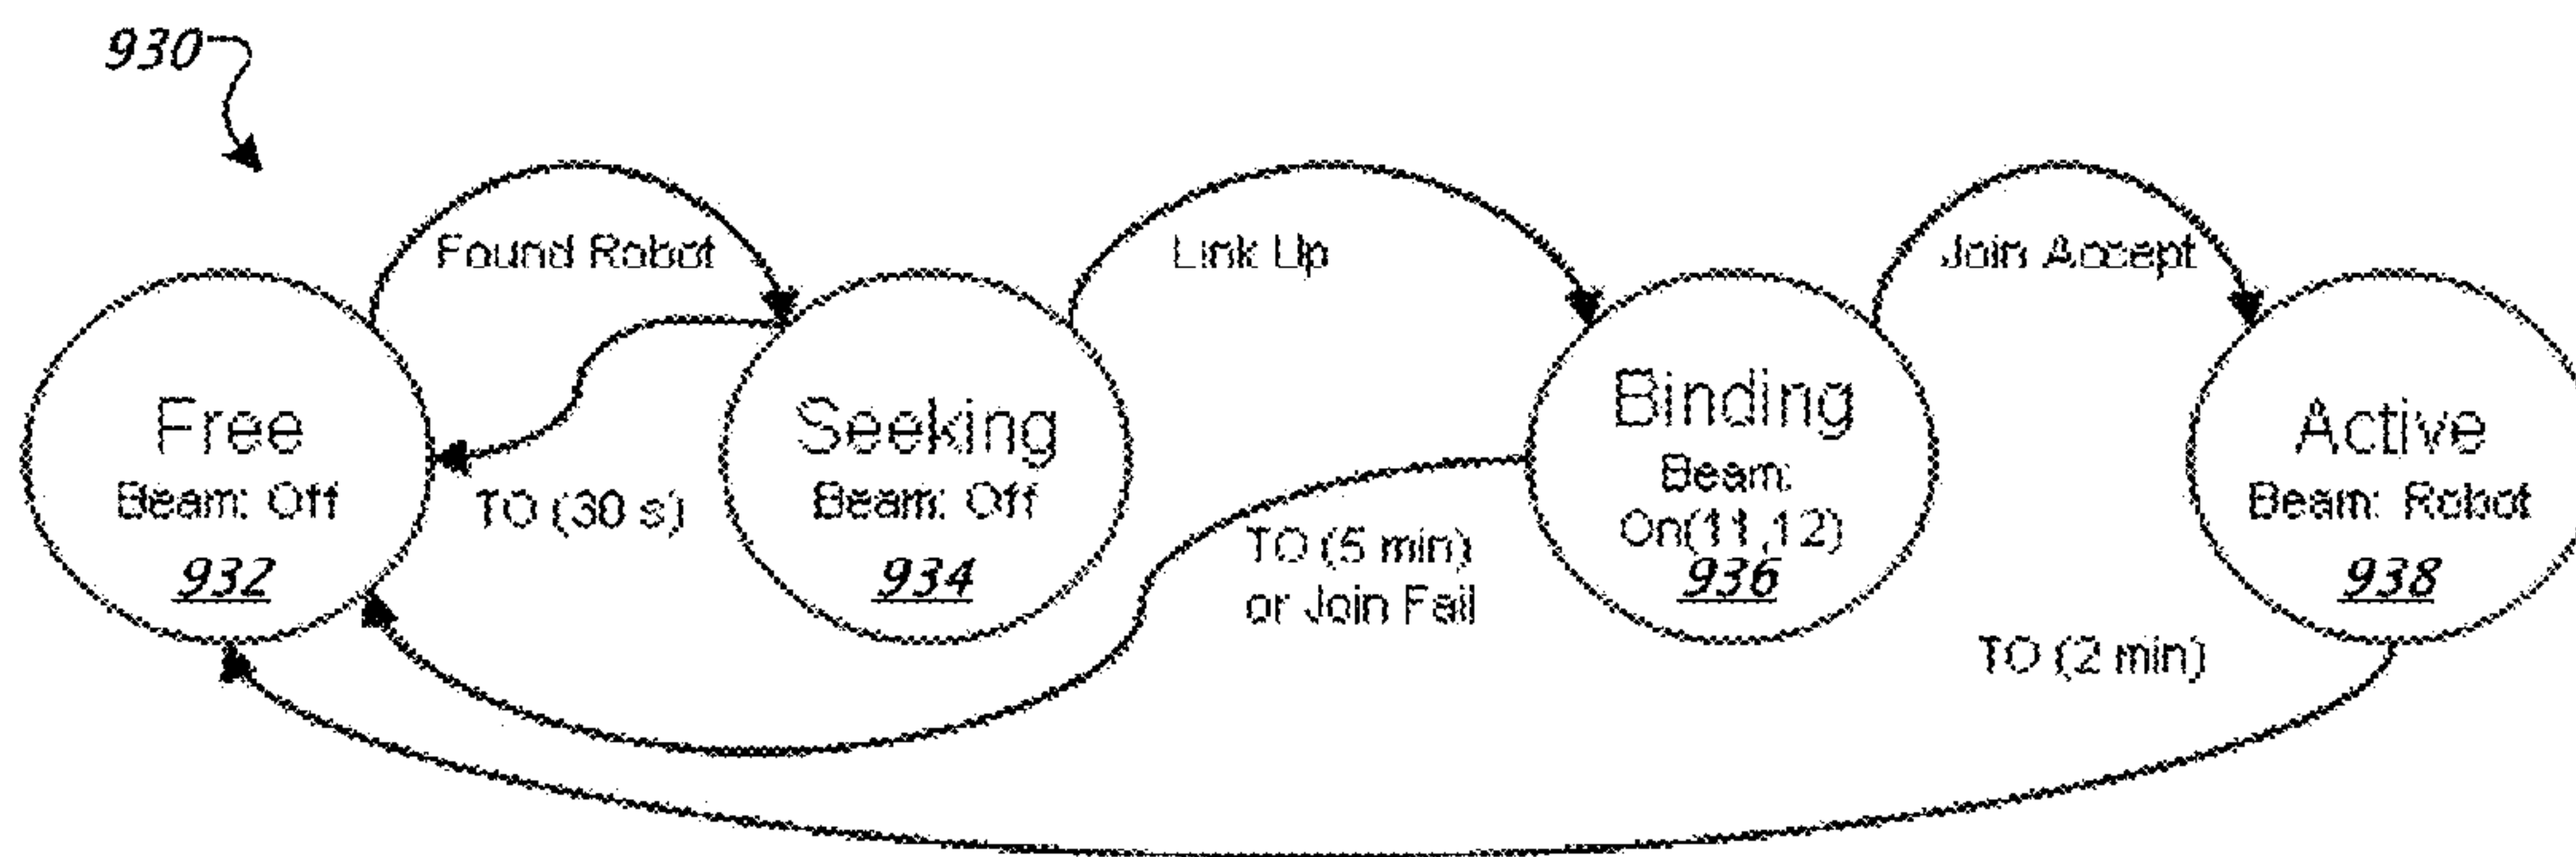 930
Found Robot
Link Up
Join Accept
Free
Beam: Off
932
TO (30 s)
Seeking
Beam: Off
934
TO (5 min)
or Join Fail
Binding
Beam:
On(11,12)
936
Active
Beam: Robot
938
TO (2 min)